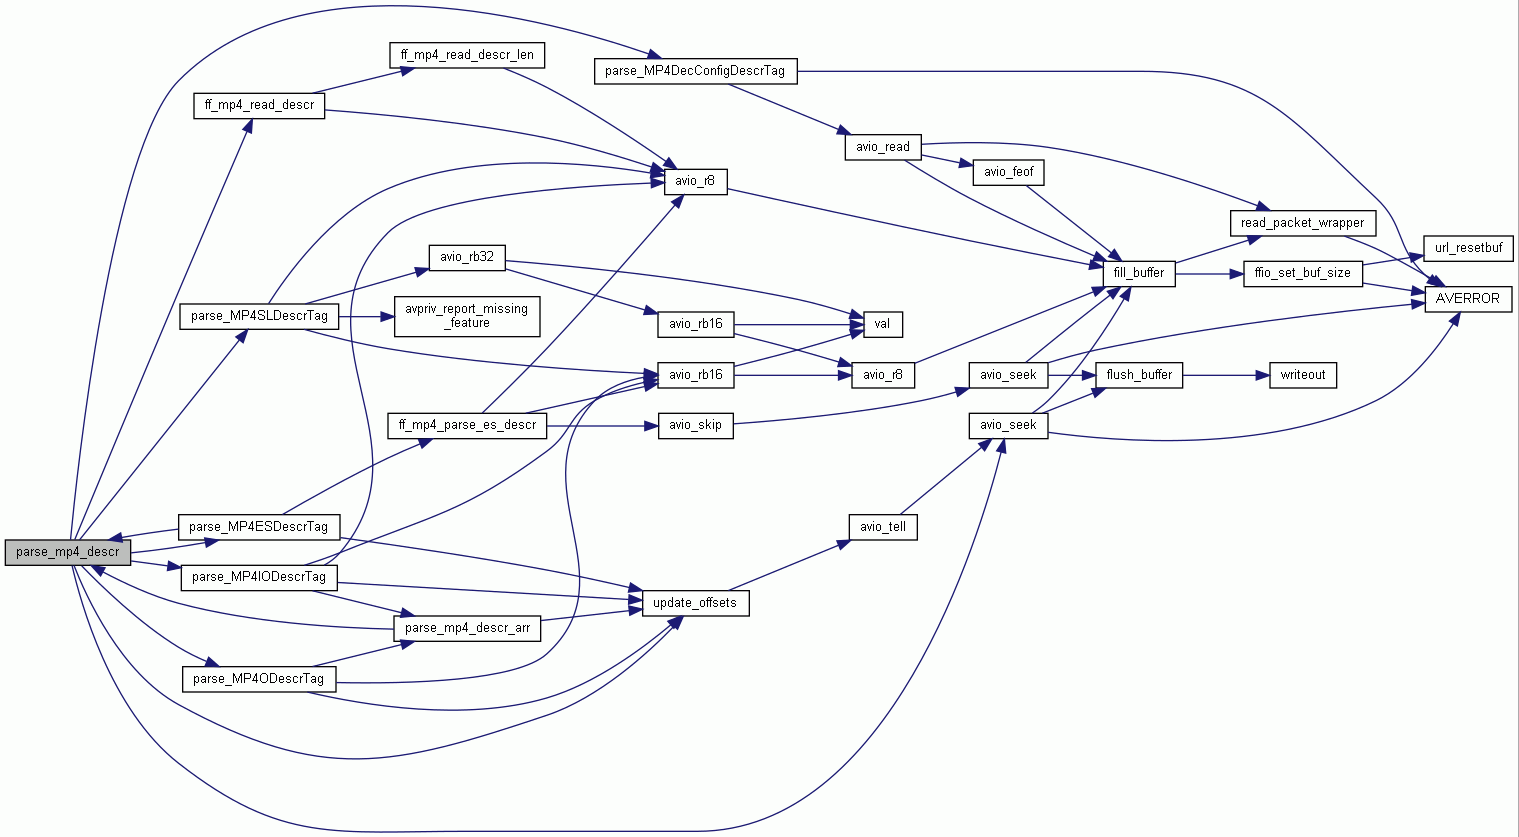 ff_mp4_read_descr_len
parse_MP4DecConfigDescrTag
ff_mp4_read_descr
avio_read
avio_feof
avio_r8
read_packet_wrapper
url_resetbuf
avio_rb32
fill_buffer
ffio_set_buf_size
AVERROR
parse_MP4SLDescrTag
avpriv_report_missing
_feature
avio_rb16
val
avio_rb16
avio_r8
avio_seek
flush_buffer
writeout
ff_mp4_parse_es_descr
avio_skip
avio_seek
parse_MP4ESDescrTag
avio_tell
parse_mp4_descr
parse_MP4IODescrTag
update_offsets
parse_mp4_descr_arr
parse_MP4ODescrTag